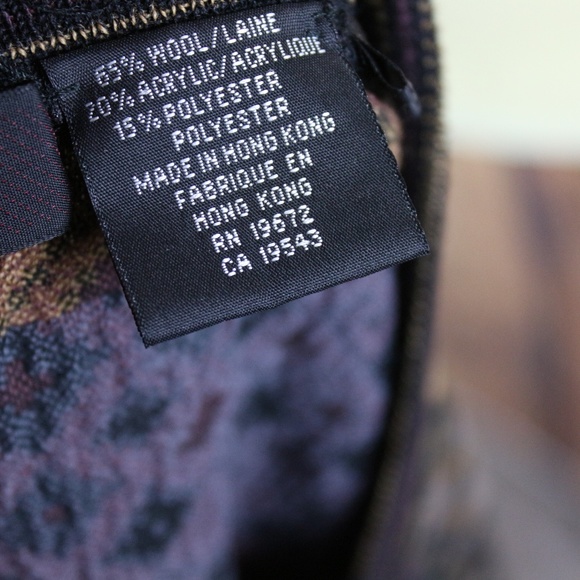 65% WOOL/LAINE
20% ACRYLIC/ACRYLIQUE
15% POLYESTER
POLYESTER
MADE IN HONG KONG
FABRIQUE EN
HONG KONG
RN 19672
CA 19543